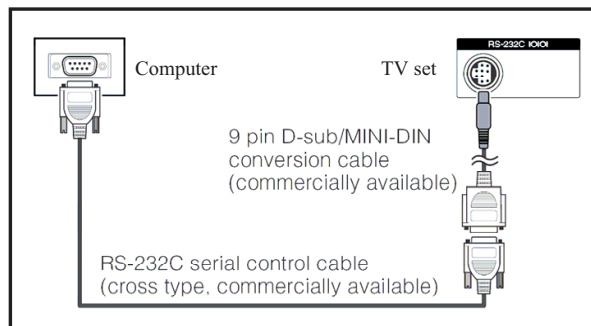 Computer
TV set
RS-232C IOIOI
9 pin D-sub/MINI-DIN
conversion cable
(commercially available)
RS-232C serial control cable
(cross type, commercially available)